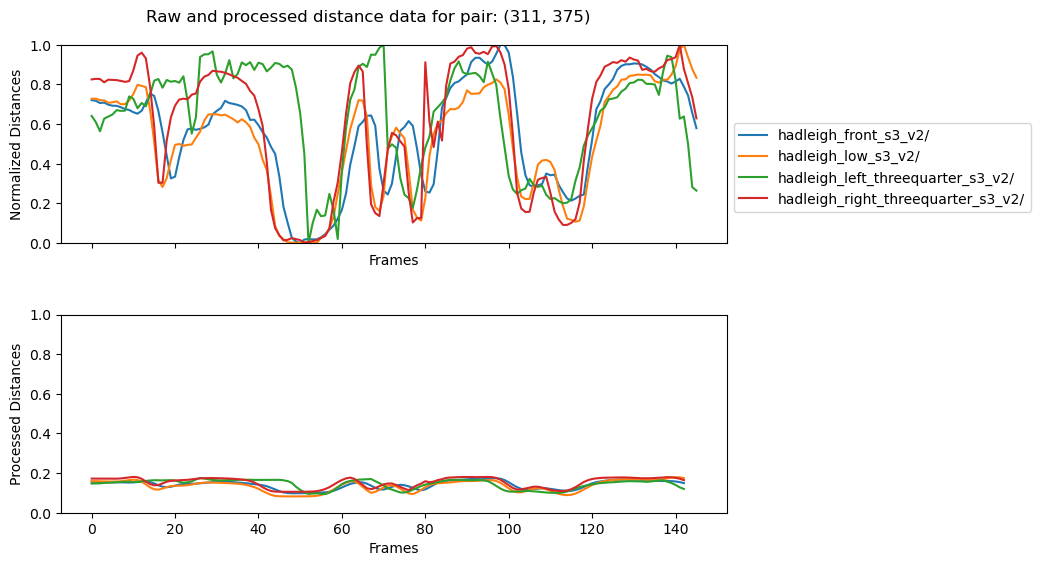 Raw and processed distance data for pair: (311, 375)
Normalized Distances
1.0
0.8
0.6
0.4
0.2
0.0
Frames
hadleigh_front_s3_v2/
hadleigh_low_s3_v2/
hadleigh_left_threequarter_s3_v2/
hadleigh_right_threequarter_s3_v2/
Processed Distances
1.0
0.8
0.6
0.4
0.2
0.0
0 20 40 60 80 100 120 140
Frames